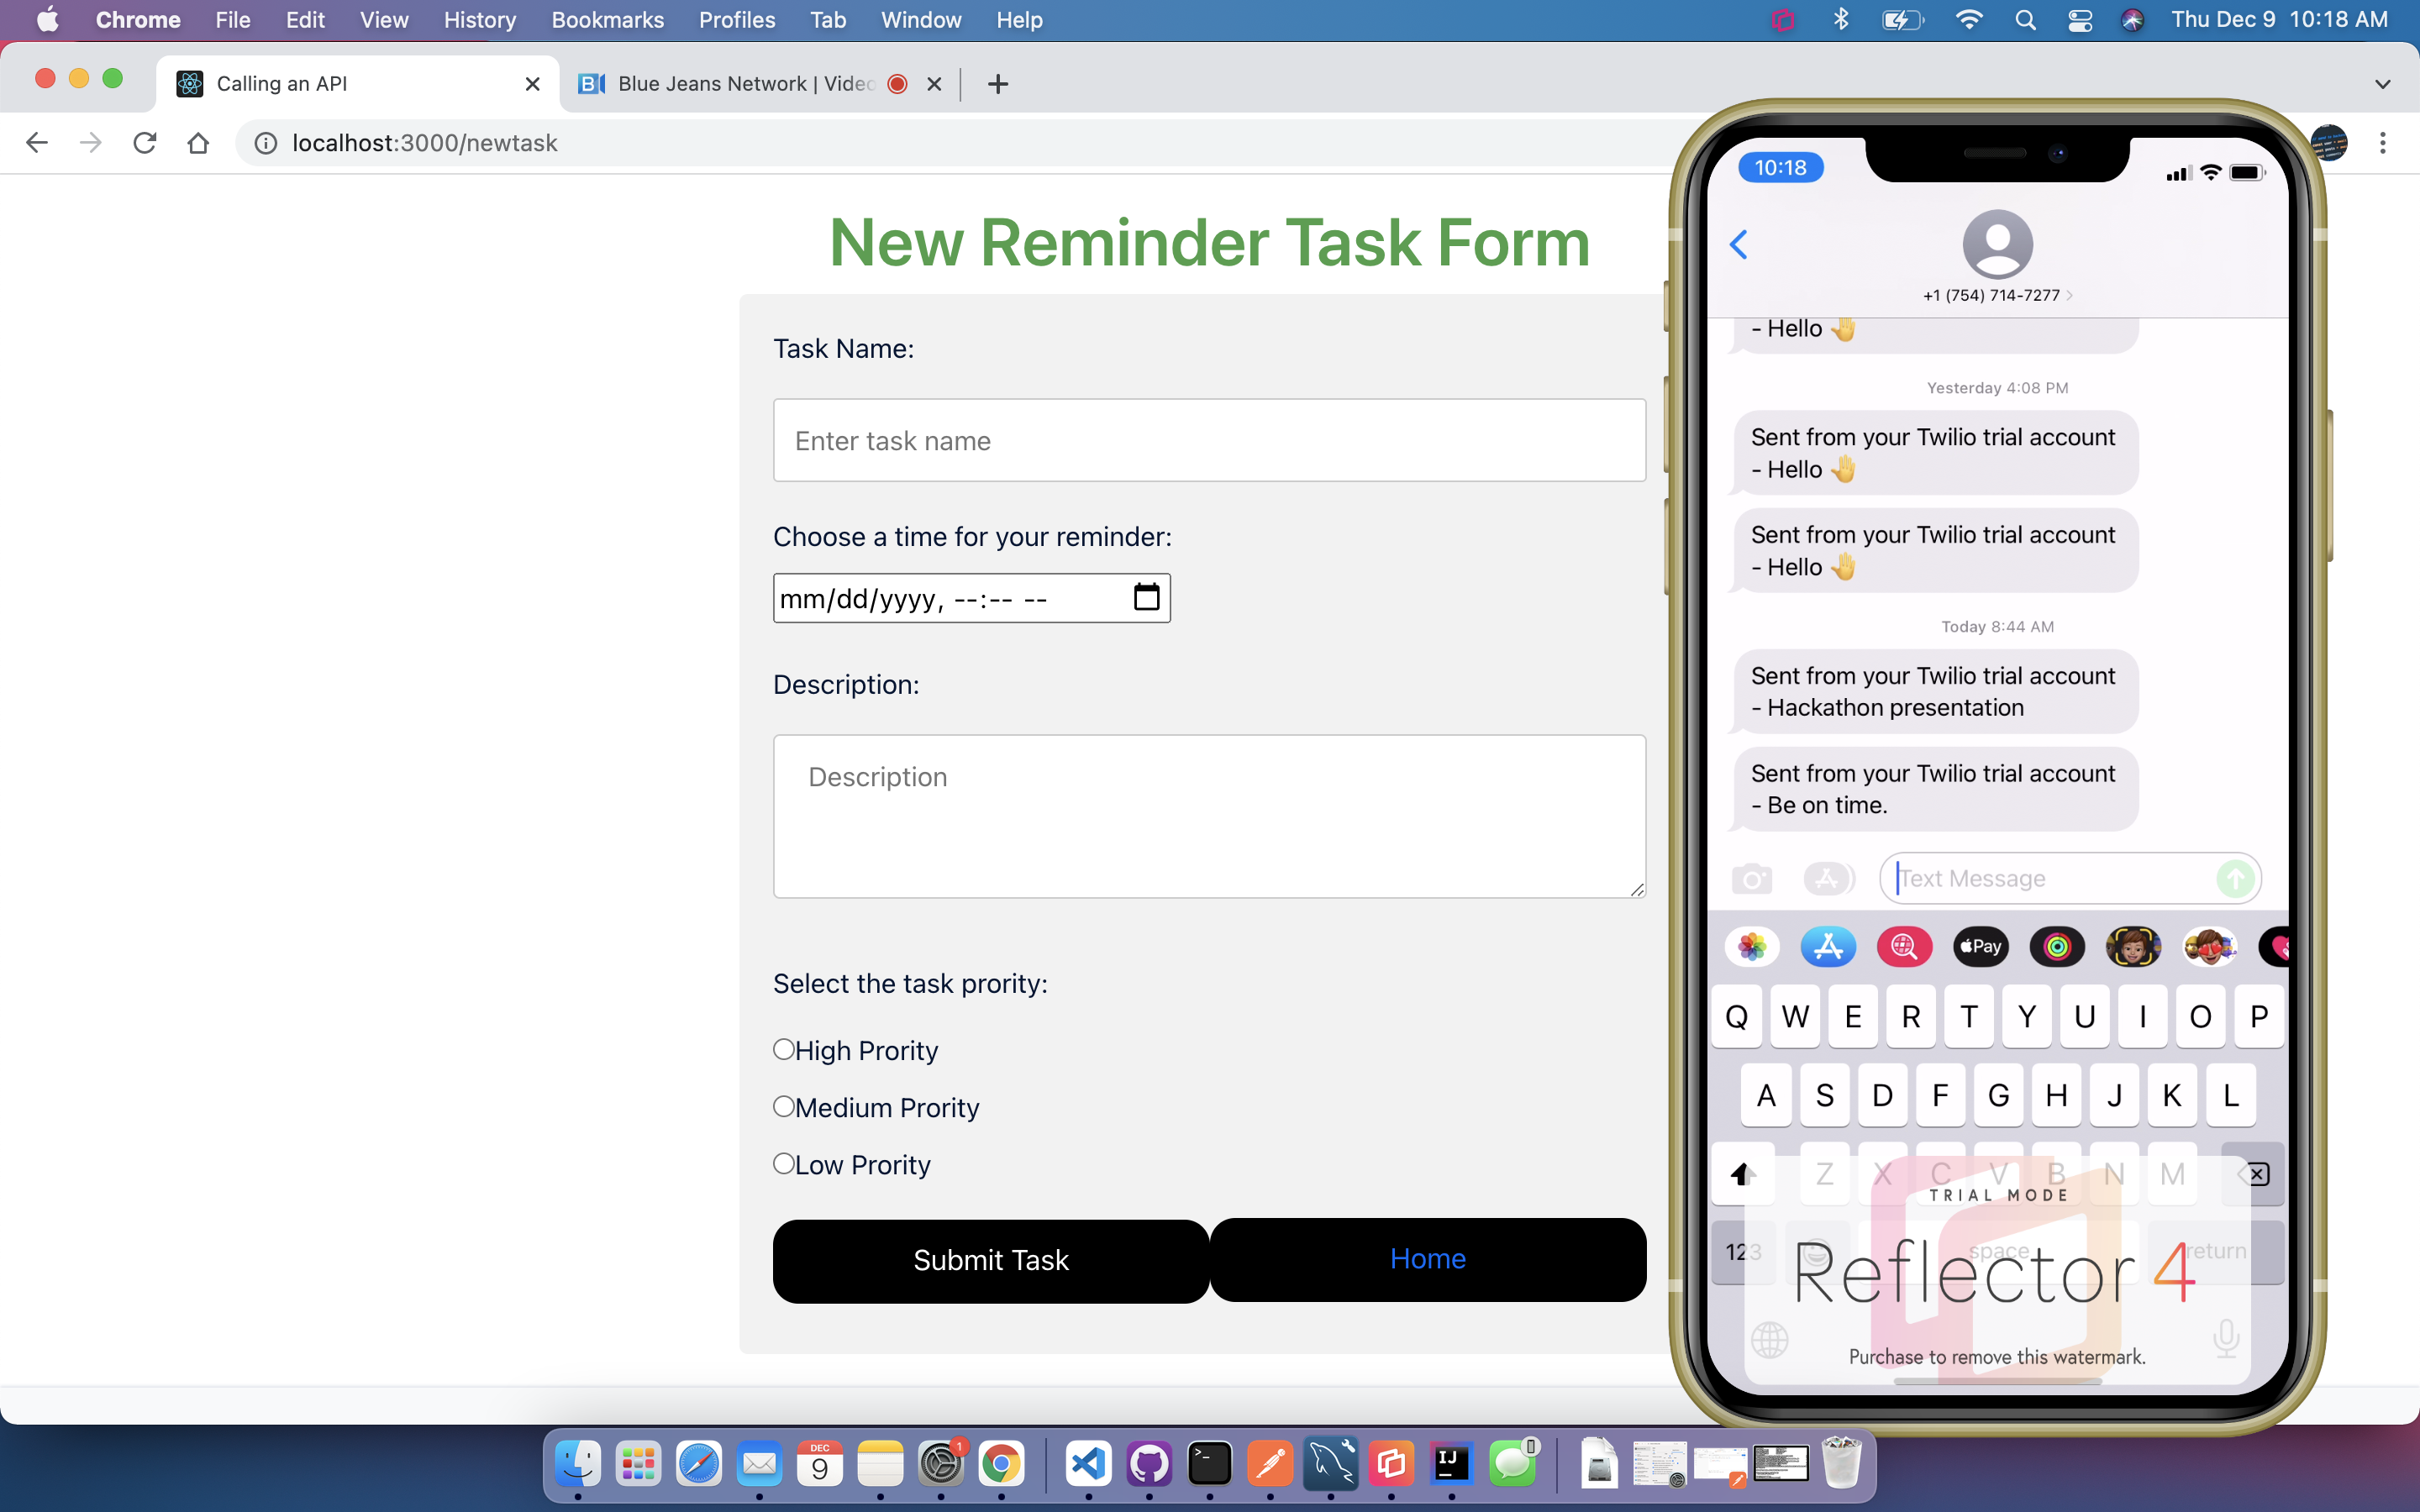 Chrome File Edit View History Bookmarks Profiles Tab Window Help Thu Dec 9 10:18 AM
Calling an API
Blue Jeans Network | Video
localhost:3000/newtask
New Reminder Task Form
Task Name:
Enter task name
Choose a time for your reminder:
mm/dd/yyyy, --:-- --
Description:
Description
Select the task prority:
High Prority
Medium Prority
Low Prority
Submit Task
Home
10:18
+1 (754) 714-7277
- Hello 🤚
Yesterday 4:08 PM
Sent from your Twilio trial account
- Hello 🤚
Sent from your Twilio trial account
- Hello 🤚
Today 8:44 AM
Sent from your Twilio trial account
- Hackathon presentation
Sent from your Twilio trial account
- Be on time.
Text Message
Pay
Q W E R T Y U I O P
A S D F G H J K L
Z X C V B N M
TRIAL MODE
123 space return
Reflector 4
Purchase to remove this watermark.
DEC
9
1
IJ